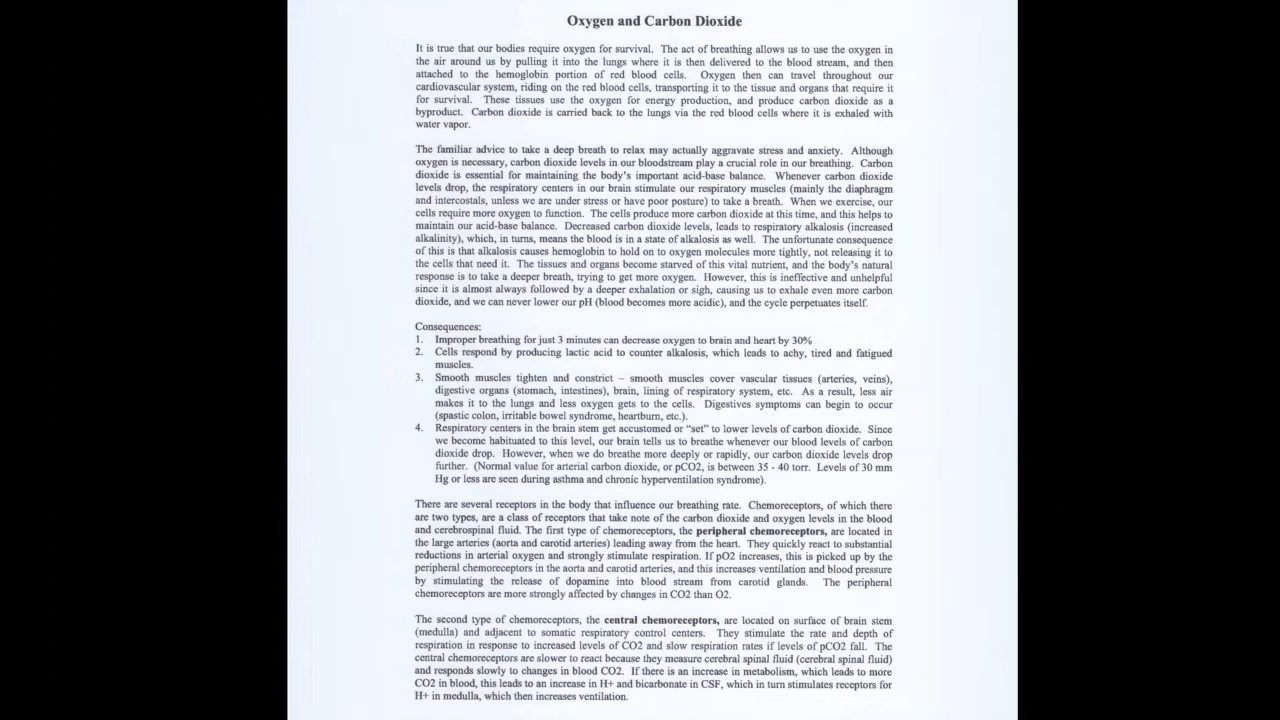 Oxygen and Carbon Dioxide
It is true that our bodies require oxygen for survival. The act of breathing allows us to use the oxygen in
the air around us by pulling it into the lungs where it is then delivered to the blood stream, and then
attached to the hemoglobin portion of red blood cells. Oxygen then can travel throughout our
cardiovascular system, riding on the red blood cells, transporting it to the tissue and organs that require it
for survival. These tissues use the oxygen for energy production, and produce carbon dioxide as a
byproduct. Carbon dioxide is carried back to the lungs via the red blood cells where it is exhaled with
water vapor.
The familiar advice to take a deep breath to relax may actually aggravate stress and anxiety. Although
oxygen is necessary, carbon dioxide levels in our bloodstream play a crucial role in our breathing. Carbon
dioxide is essential for maintaining the body's important acid-base balance. Whenever carbon dioxide
levels drop, the respiratory centers in our brain stimulate our respiratory muscles (mainly the diaphragm
and intercostals, unless we are under stress or have poor posture) to take a breath. When we exercise, our
cells require more oxygen to function. The cells produce more carbon dioxide at this time, and this helps to
maintain our acid-base balance. Decreased carbon dioxide levels, leads to respiratory alkalosis (increased
alkalinity), which, in turns, means the blood is in a state of alkalosis as well. The unfortunate consequence
of this is that alkalosis causes hemoglobin to hold on to oxygen molecules more tightly, not releasing it to
the cells that need it. The tissues and organs become starved of this vital nutrient, and the body's natural
response is to take a deeper breath, trying to get more oxygen. However, this is ineffective and unhelpful
since it is almost always followed by a deeper exhalation or sigh, causing us to exhale even more carbon
dioxide, and we can never lower our pH (blood becomes more acidic), and the cycle perpetuates itself.
Consequences:
1. Improper breathing for just 3 minutes can decrease oxygen to brain and heart by 30%
2. Cells respond by producing lactic acid to counter alkalosis, which leads to achy, tired and fatigued
muscles.
3. Smooth muscles tighten and constrict – smooth muscles cover vascular tissues (arteries, veins),
digestive organs (stomach, intestines), brain, lining of respiratory system, etc. As a result, less air
makes it to the lungs and less oxygen gets to the cells. Digestives symptoms can begin to occur
(spastic colon, irritable bowel syndrome, heartburn, etc.).
4. Respiratory centers in the brain stem get accustomed or “set” to lower levels of carbon dioxide. Since
we become habituated to this level, our brain tells us to breathe whenever our blood levels of carbon
dioxide drop. However, when we do breathe more deeply or rapidly, our carbon dioxide levels drop
further. (Normal value for arterial carbon dioxide, or pCO2, is between 35 - 40 torr. Levels of 30 mm
Hg or less are seen during asthma and chronic hyperventilation syndrome).
There are several receptors in the body that influence our breathing rate. Chemoreceptors, of which there
are two types, are a class of receptors that take note of the carbon dioxide and oxygen levels in the blood
and cerebrospinal fluid. The first type of chemoreceptors, the peripheral chemoreceptors, are located in
the large arteries (aorta and carotid arteries) leading away from the heart. They quickly react to substantial
reductions in arterial oxygen and strongly stimulate respiration. If pO2 increases, this is picked up by the
peripheral chemoreceptors in the aorta and carotid arteries, and this increases ventilation and blood pressure
by stimulating the release of dopamine into blood stream from carotid glands. The peripheral
chemoreceptors are more strongly affected by changes in CO2 than O2.
The second type of chemoreceptors, the central chemoreceptors, are located on surface of brain stem
(medulla) and adjacent to somatic respiratory control centers. They stimulate the rate and depth of
respiration in response to increased levels of CO2 and slow respiration rates if levels of pCO2 fall. The
central chemoreceptors are slower to react because they measure cerebral spinal fluid (cerebral spinal fluid)
and responds slowly to changes in blood CO2. If there is an increase in metabolism, which leads to more
CO2 in blood, this leads to an increase in H+ and bicarbonate in CSF, which in turn stimulates receptors for
H+ in medulla, which then increases ventilation.